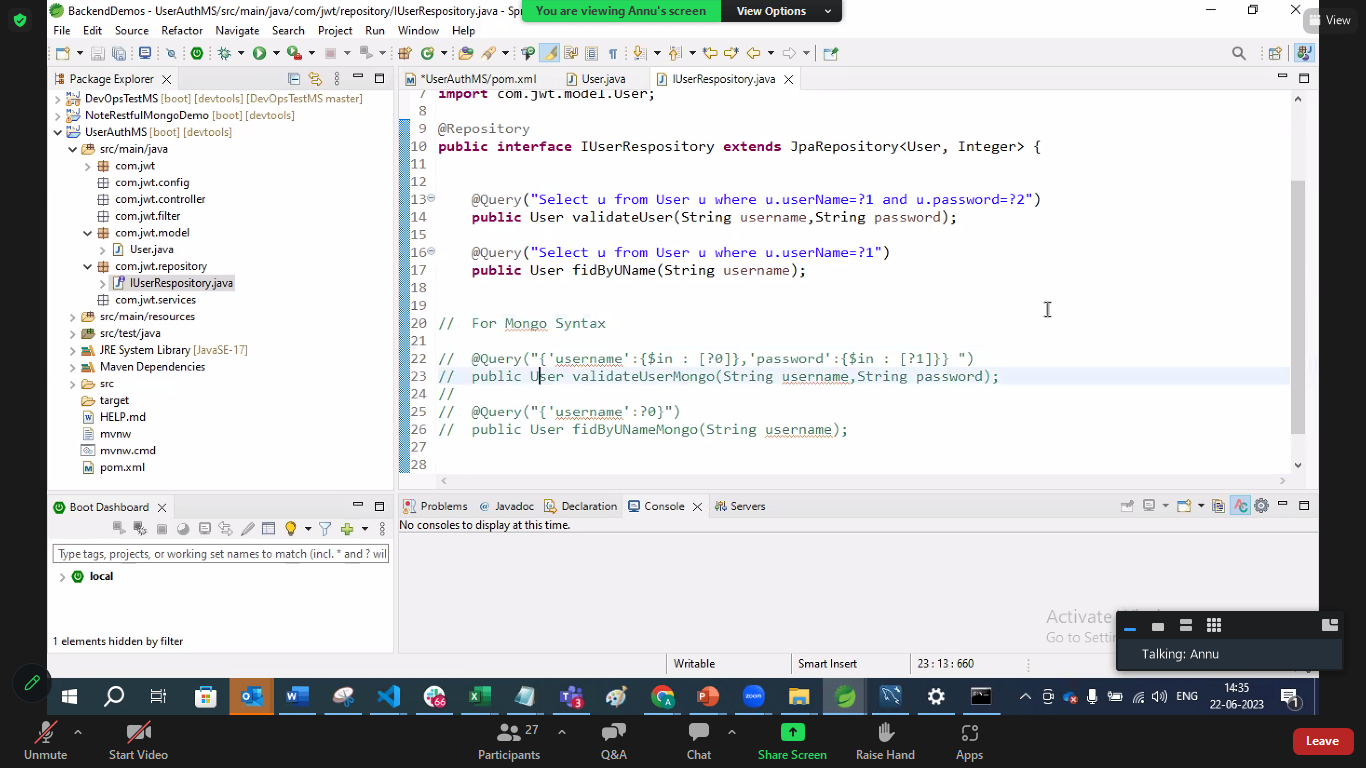 BackendDemos - UserAuthMS/src/main/java/com/jwt/repository/IUserRespository.java - Spr
You are viewing Annu's screen
View Options
View
File Edit Source Refactor Navigate Search Project Run Window Help
Package Explorer
DevOpsTestMS [boot] [devtools] [DevOpsTestMS master]
NoteRestfulMongoDemo [boot] [devtools]
UserAuthMS [boot] [devtools]
src/main/java
com.jwt
com.jwt.config
com.jwt.controller
com.jwt.filter
com.jwt.model
User.java
com.jwt.repository
IUserRespository.java
com.jwt.services
src/main/resources
src/test/java
JRE System Library [JavaSE-17]
Maven Dependencies
src
target
HELP.md
mvnw
mvnw.cmd
pom.xml
*UserAuthMS/pom.xml User.java IUserRespository.java
7 import com.jwt.model.User;
8
9 @Repository
10 public interface IUserRespository extends JpaRepository<User, Integer> {
11
12
13 @Query("Select u from User u where u.userName=?1 and u.password=?2")
14 public User validateUser(String username,String password);
15
16 @Query("Select u from User u where u.userName=?1")
17 public User fidByUName(String username);
18
19
20 // For Mongo Syntax
21
22 // @Query("{'username':{$in : [?0]},'password':{$in : [?1]}} ")
23 // public User validateUserMongo(String username,String password);
24 //
25 // @Query("{'username':?0}")
26 // public User fidByUNameMongo(String username);
27
28
Boot Dashboard
Type tags, projects, or working set names to match (incl. * and ? wil
local
1 elements hidden by filter
Problems Javadoc Declaration Console Servers
No consoles to display at this time.
Activate
Go to Setti
Talking: Annu
Writable Smart Insert 23 : 13 : 660
66
3
ENG
14:35
22-06-2023
1
Unmute
Start Video
Participants 27
Q&A
Chat
Share Screen
Raise Hand
Apps
Leave